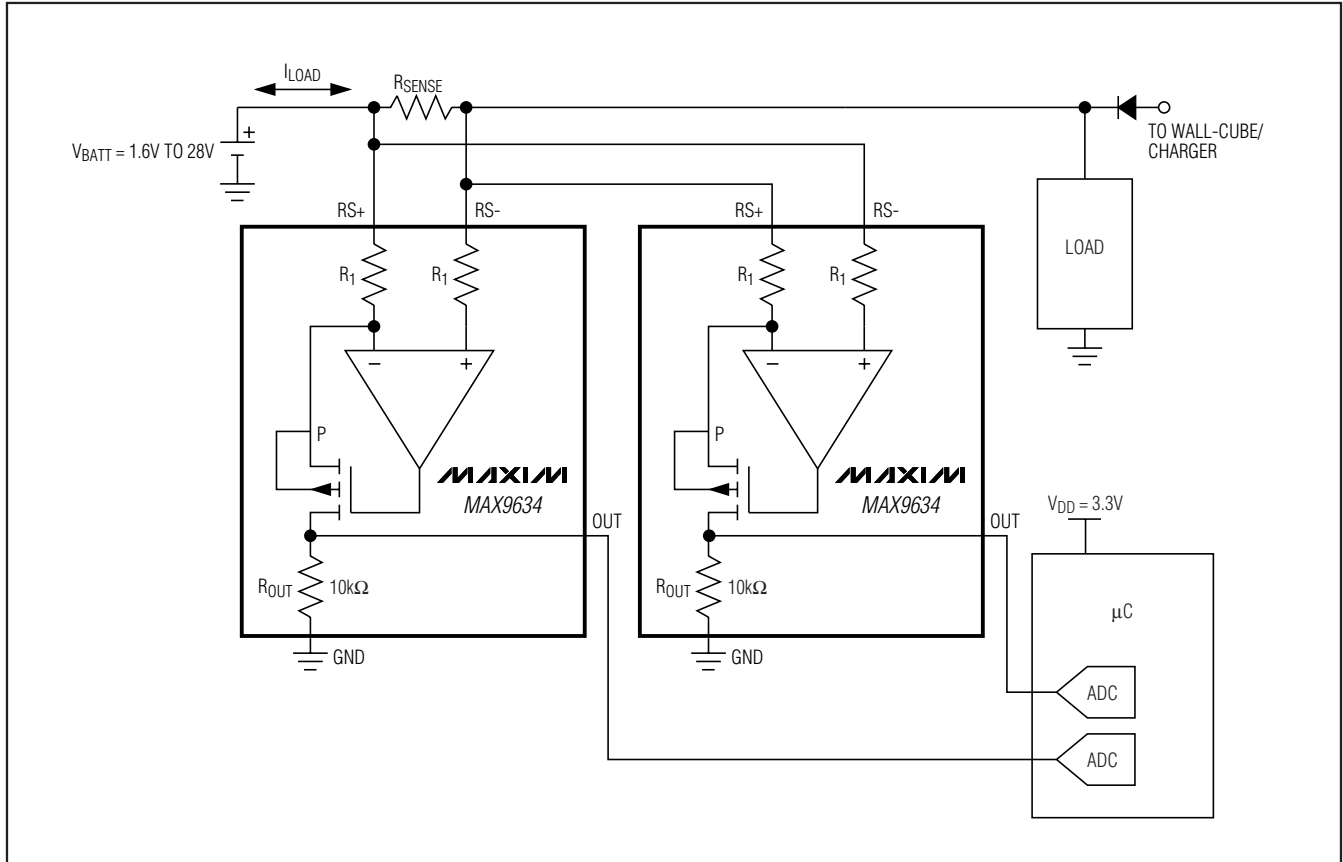 ILOAD
RSENSE
+
VBATT = 1.6V TO 28V
TO WALL-CUBE/
CHARGER
RS+ RS- RS+ RS-
LOAD
R1 R1 R1 R1
− + − +
P P
MAXIM MAXIM
MAX9634 MAX9634
VDD = 3.3V
OUT OUT
ROUT 10kΩ ROUT 10kΩ
µC
GND GND
ADC
ADC